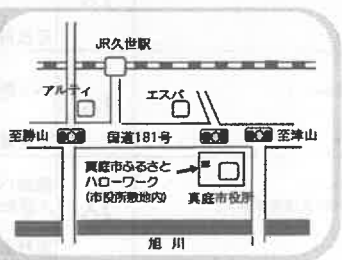 JR久世駅
アルティ
エスパ
至勝山
国道181号
至津山
真庭市ふるさと
ハローワーク
(市役所敷地内)
真庭市役所
旭川